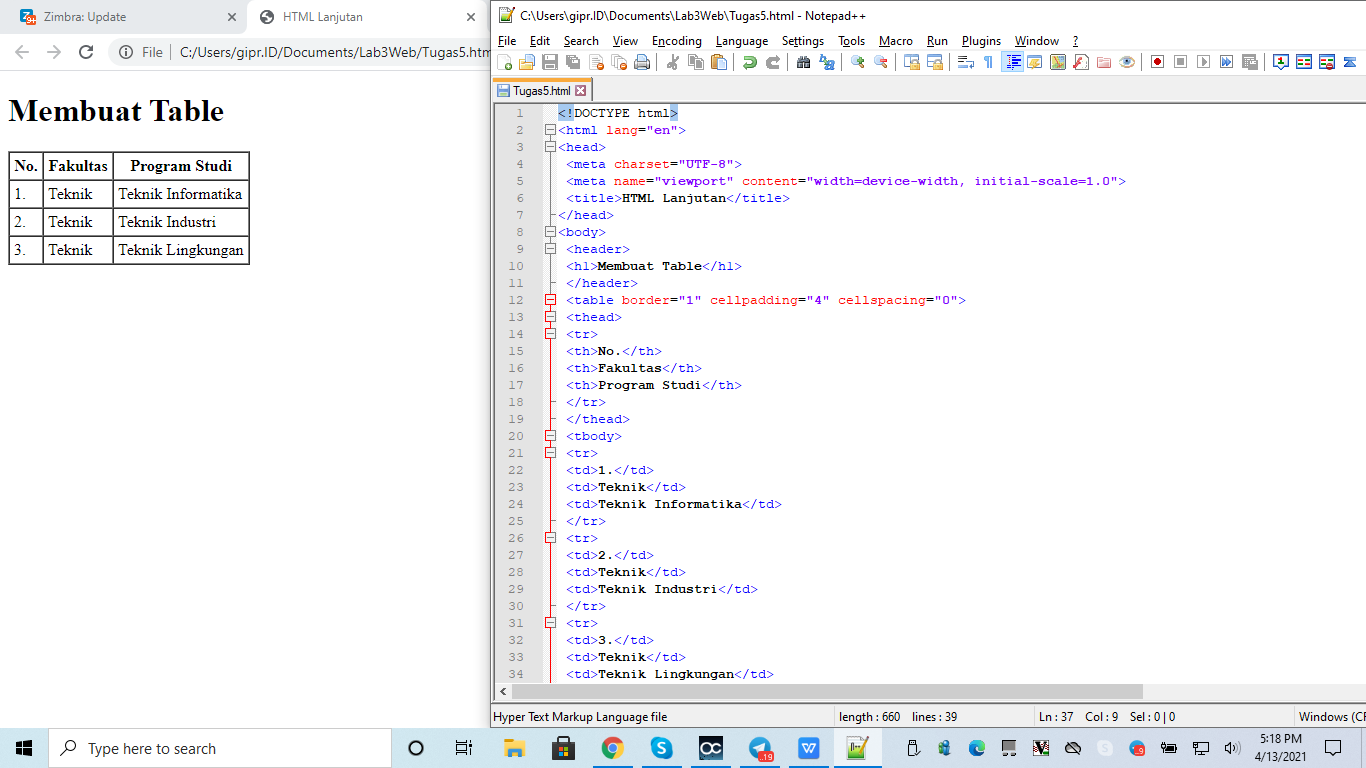 Zimbra: Update
HTML Lanjutan
File C:/Users/gipr.ID/Documents/Lab3Web/Tugas5.htm
Membuat Table
No. Fakultas Program Studi
1. Teknik Teknik Informatika
2. Teknik Teknik Industri
3. Teknik Teknik Lingkungan
C:\Users\gipr.ID\Documents\Lab3Web\Tugas5.html - Notepad++
File Edit Search View Encoding Language Settings Tools Macro Run Plugins Window ?
Tugas5.html
1 <!DOCTYPE html>
2 <html lang="en">
3 <head>
4 <meta charset="UTF-8">
5 <meta name="viewport" content="width=device-width, initial-scale=1.0">
6 <title>HTML Lanjutan</title>
7 </head>
8 <body>
9 <header>
10 <h1>Membuat Table</h1>
11 </header>
12 <table border="1" cellpadding="4" cellspacing="0">
13 <thead>
14 <tr>
15 <th>No.</th>
16 <th>Fakultas</th>
17 <th>Program Studi</th>
18 </tr>
19 </thead>
20 <tbody>
21 <tr>
22 <td>1.</td>
23 <td>Teknik</td>
24 <td>Teknik Informatika</td>
25 </tr>
26 <tr>
27 <td>2.</td>
28 <td>Teknik</td>
29 <td>Teknik Industri</td>
30 </tr>
31 <tr>
32 <td>3.</td>
33 <td>Teknik</td>
34 <td>Teknik Lingkungan</td>
Hyper Text Markup Language file length : 660 lines : 39 Ln : 37 Col : 9 Sel : 0 | 0 Windows (CF
Type here to search
5:18 PM
4/13/2021